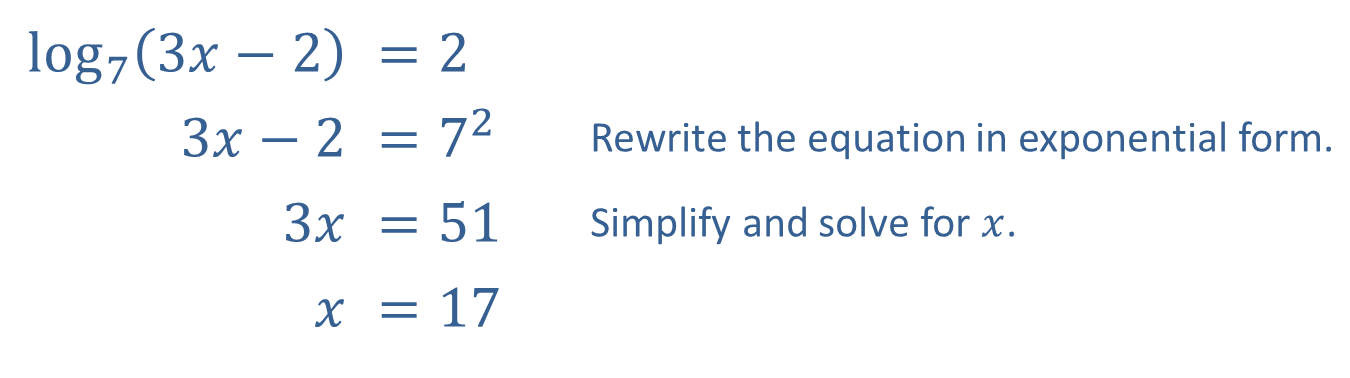 log₇(3x − 2) = 2
3x − 2 = 7² Rewrite the equation in exponential form.
3x = 51 Simplify and solve for x.
x = 17